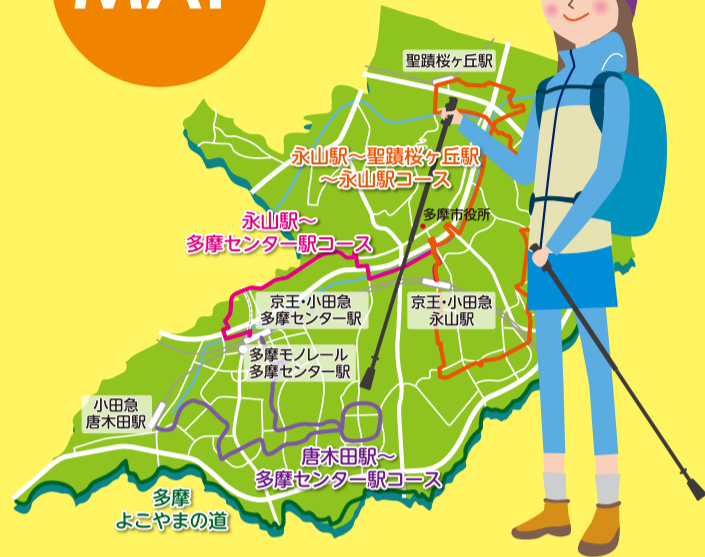 MAP
聖蹟桜ヶ丘駅
永山駅〜聖蹟桜ヶ丘駅
〜永山駅コース
多摩市役所
永山駅〜
多摩センター駅コース
京王・小田急
多摩センター駅
京王・小田急
永山駅
多摩モノレール
多摩センター駅
小田急
唐木田駅
唐木田駅〜
多摩センター駅コース
多摩
よこやまの道